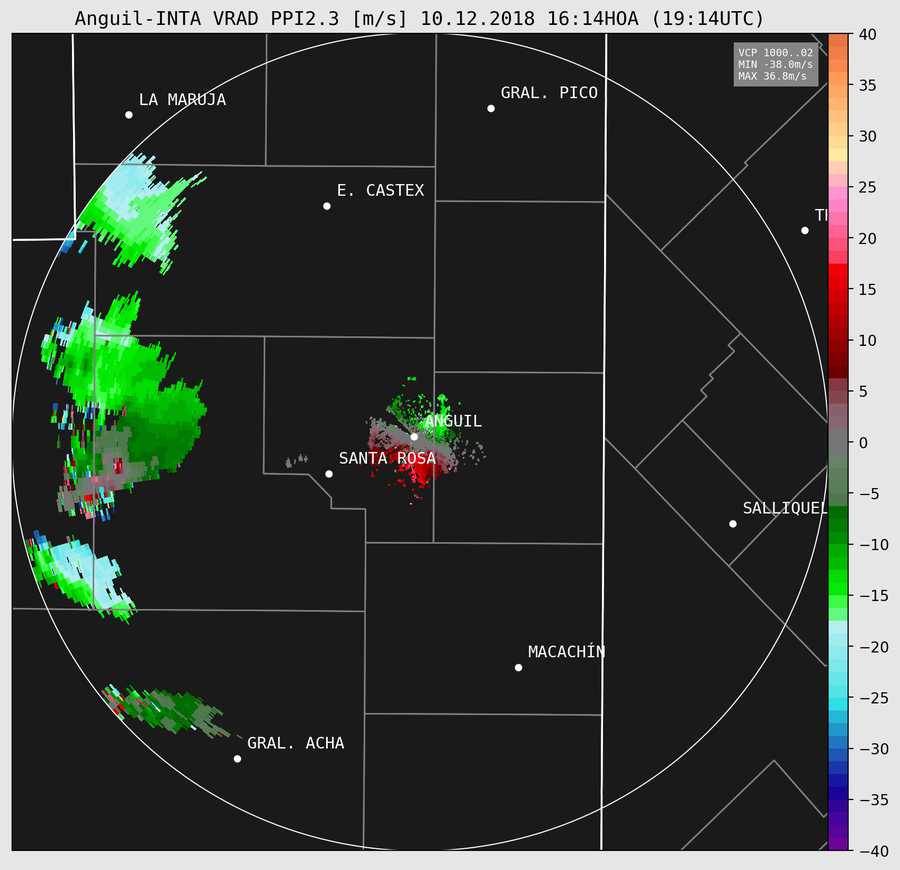 Anguil-INTA VRAD PPI2.3 [m/s] 10.12.2018 16:14HOA (19:14UTC)
VCP 1000..02
MIN -38.0m/s
MAX 36.8m/s
LA MARUJA
GRAL. PICO
E. CASTEX
ANGUIL
SANTA ROSA
SALLIQUEL
MACACHÍN
GRAL. ACHA
40
35
30
25
20
15
10
5
0
−5
−10
−15
−20
−25
−30
−35
−40